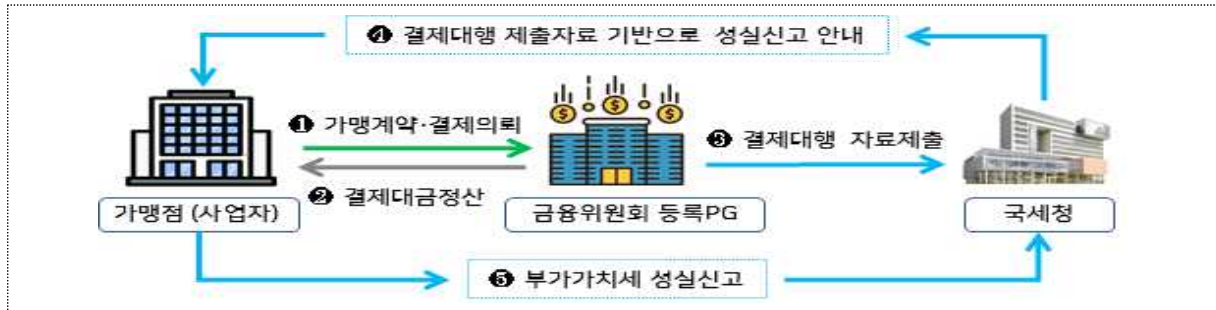 ❹ 결제대행 제출자료 기반으로 성실신고 안내
❶ 가맹계약·결제의뢰
❸ 결제대행 자료제출
❷ 결제대금정산
가맹점 (사업자)
금융위원회 등록PG
국세청
❺ 부가가치세 성실신고